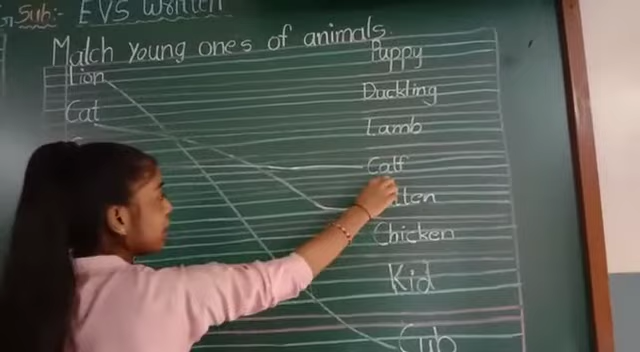 Sub: EVS Written
Match young ones of animals.
Lion Puppy
Cat Duckling
Lamb
Calf
Chicken
Kid
Cub